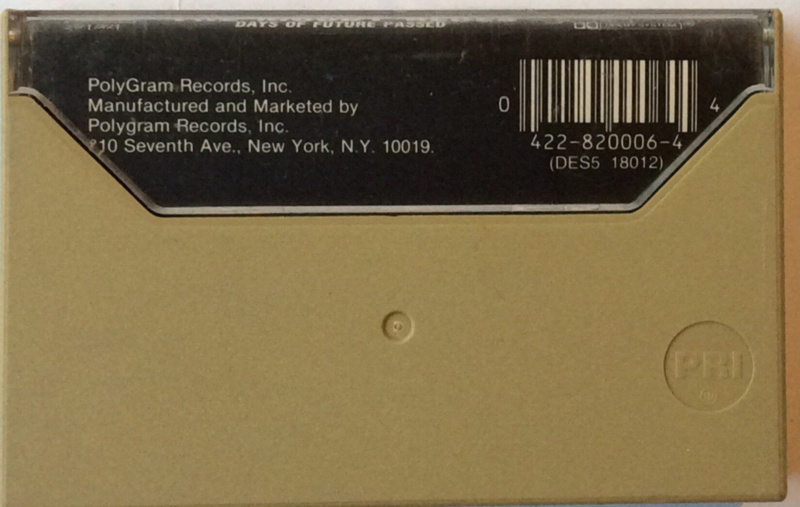 DAYS OF FUTURE PASSED
PolyGram Records, Inc.
Manufactured and Marketed by
Polygram Records, Inc.
810 Seventh Ave., New York, N.Y. 10019.
0 4
422-820006-4
(DES5 18012)
PRI